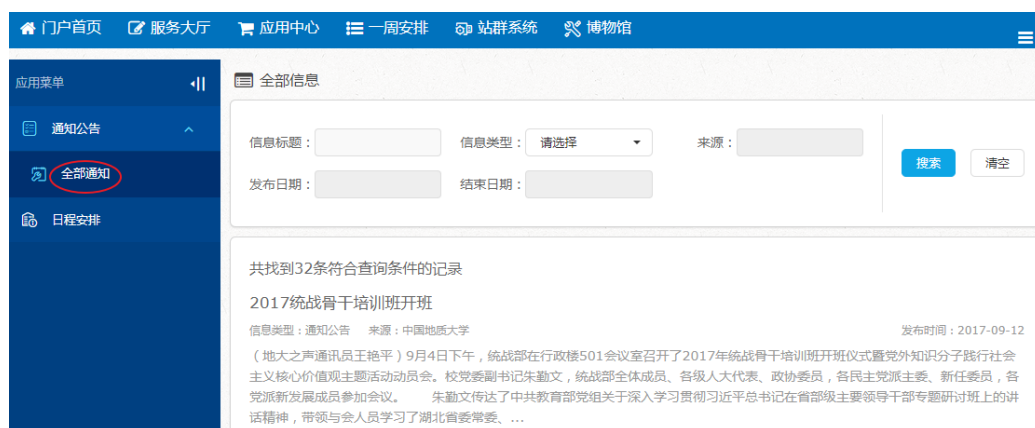 门户首页 服务大厅 应用中心 一周安排 站群系统 博物馆
应用菜单
通知公告
全部通知
日程安排
全部信息
信息标题： 信息类型： 请选择 来源：
发布日期： 结束日期：
搜索 清空
共找到32条符合查询条件的记录
2017统战骨干培训班开班
信息类型：通知公告 来源：中国地质大学 发布时间：2017-09-12
（地大之声通讯员王艳平）9月4日下午，统战部在行政楼501会议室召开了2017年统战骨干培训班开班仪式暨党外知识分子践行社会
主义核心价值观主题活动动员会。校党委副书记朱勤文，统战部全体成员、各级人大代表、政协委员，各民主党派主委、新任委员，各
党派新发展成员参加会议。 朱勤文传达了中共教育部党组关于深入学习贯彻习近平总书记在省部级主要领导干部专题研讨班上的讲
话精神，带领与会人员学习了湖北省委常委、...